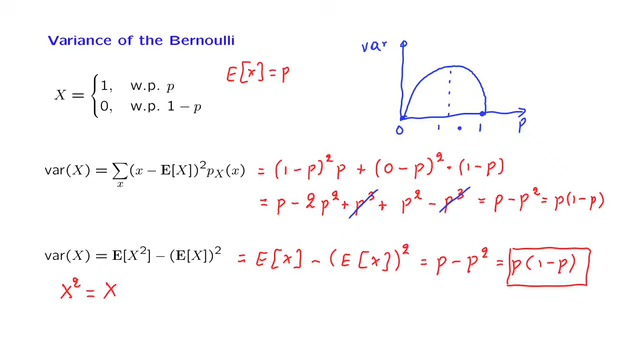 Variance of the Bernoulli
X = { 1, w.p. p
0, w.p. 1 − p
E[X] = p
var
0 1 1 p
var(X) = ∑ₓ (x − E[X])² p_X(x) = (1−p)² p + (0−p)² · (1−p)
= p − 2p² + p³ + p² − p³ = p − p² = p(1−p)
var(X) = E[X²] − (E[X])² = E[X] − (E[X])² = p − p² = p(1−p)
X² = X